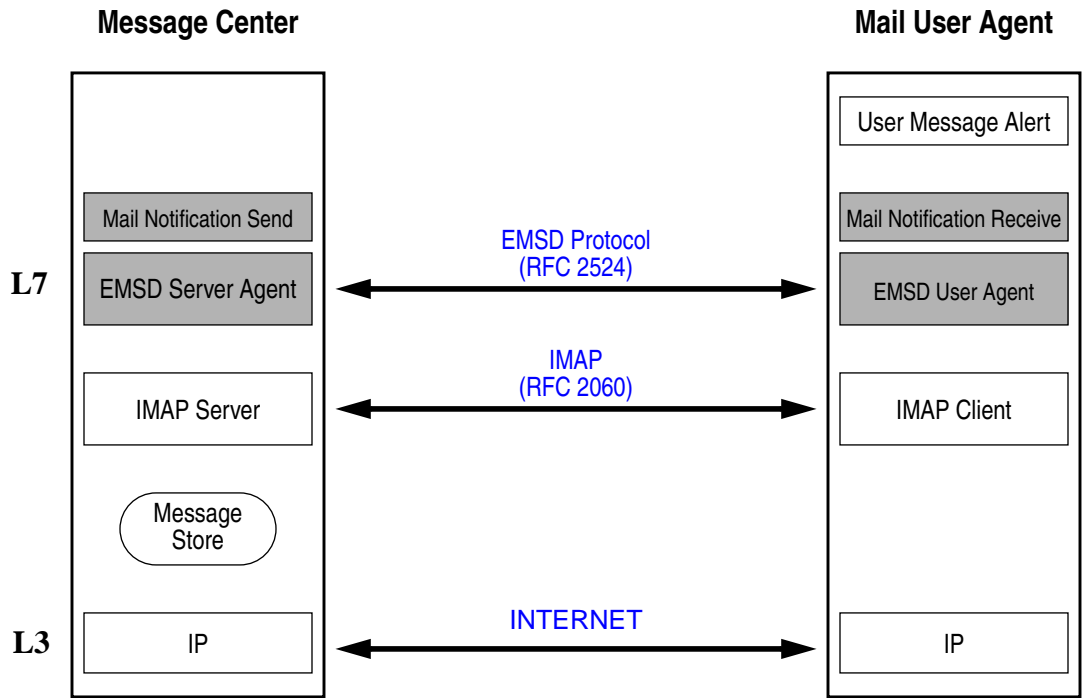 Message Center
Mail User Agent
User Message Alert
Mail Notification Send
Mail Notification Receive
EMSD Protocol
(RFC 2524)
L7
EMSD Server Agent
EMSD User Agent
IMAP
(RFC 2060)
IMAP Server
IMAP Client
Message
Store
INTERNET
L3
IP
IP